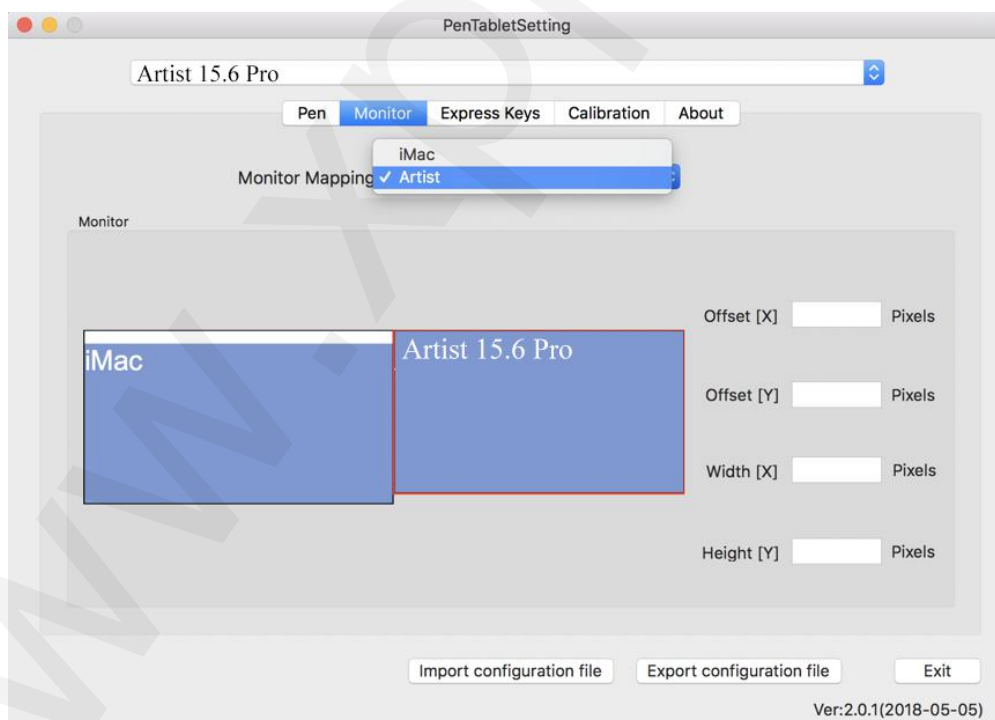 PenTabletSetting
Artist 15.6 Pro
Pen Monitor Express Keys Calibration About
iMac
Monitor Mapping ✓ Artist
Monitor
Offset [X] Pixels
iMac
Artist 15.6 Pro
Offset [Y] Pixels
Width [X] Pixels
Height [Y] Pixels
Import configuration file Export configuration file Exit
Ver:2.0.1(2018-05-05)
www.xp